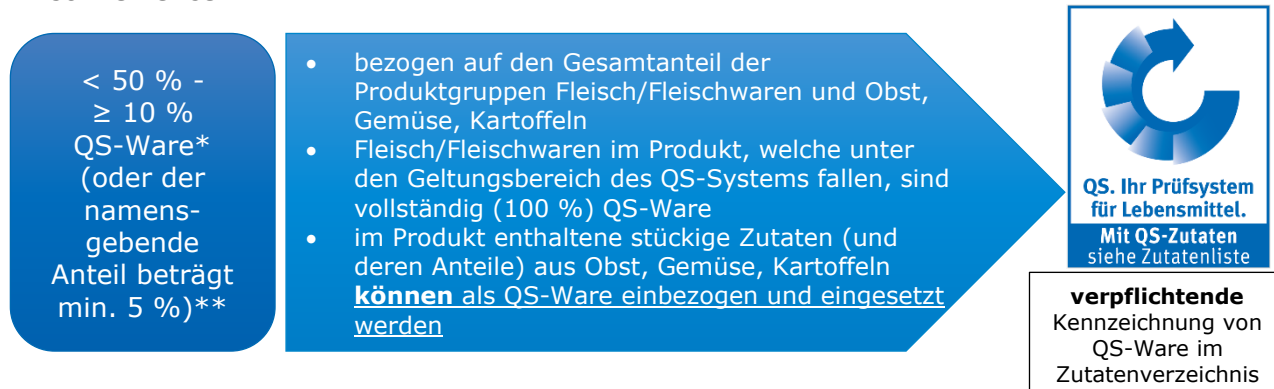 < 50 % -
≥ 10 %
QS-Ware*
(oder der
namens-
gebende
Anteil beträgt
min. 5 %)**
• bezogen auf den Gesamtanteil der
Produktgruppen Fleisch/Fleischwaren und Obst,
Gemüse, Kartoffeln
• Fleisch/Fleischwaren im Produkt, welche unter
den Geltungsbereich des QS-Systems fallen, sind
vollständig (100 %) QS-Ware
• im Produkt enthaltene stückige Zutaten (und
deren Anteile) aus Obst, Gemüse, Kartoffeln
können als QS-Ware einbezogen und eingesetzt
werden
QS. Ihr Prüfsystem
für Lebensmittel.
Mit QS-Zutaten
siehe Zutatenliste
verpflichtende
Kennzeichnung von
QS-Ware im
Zutatenverzeichnis